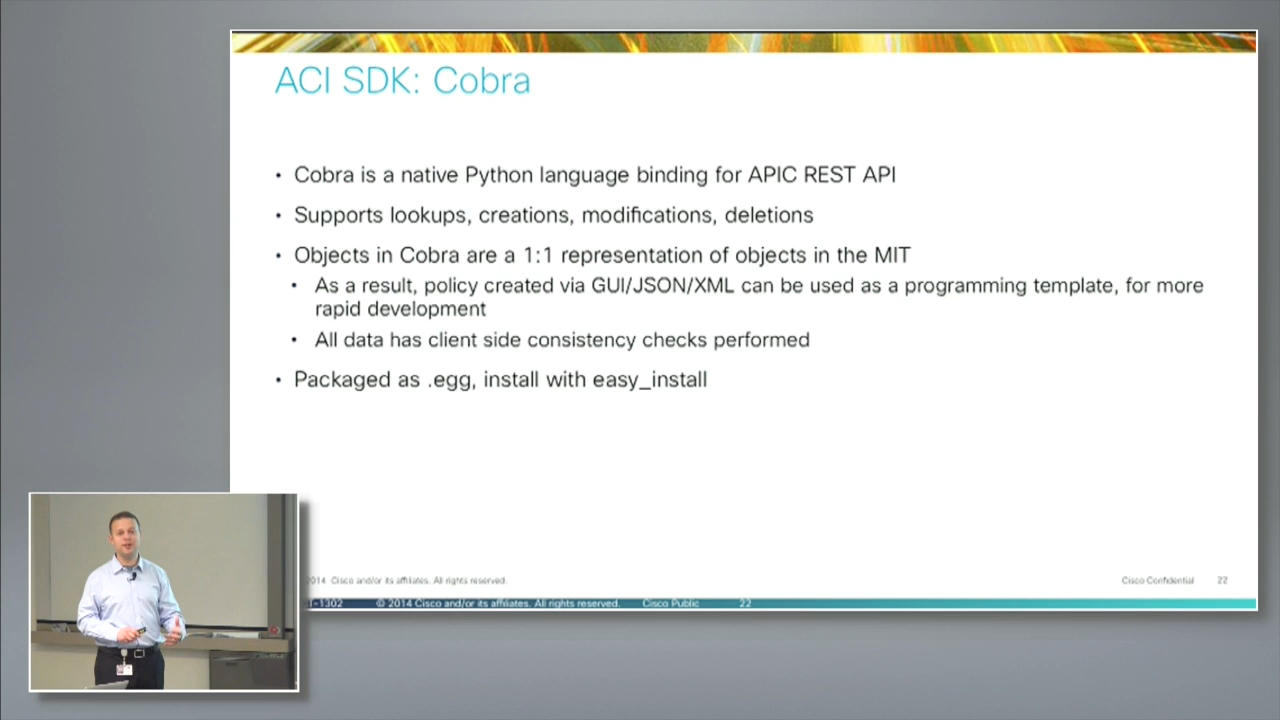 ACI SDK: Cobra
• Cobra is a native Python language binding for APIC REST API
• Supports lookups, creations, modifications, deletions
• Objects in Cobra are a 1:1 representation of objects in the MIT
• As a result, policy created via GUI/JSON/XML can be used as a programming template, for more
rapid development
• All data has client side consistency checks performed
• Packaged as .egg, install with easy_install
2014 Cisco and/or its affiliates. All rights reserved.
Cisco Confidential 22
-1302 © 2014 Cisco and/or its affiliates. All rights reserved. Cisco Public 22